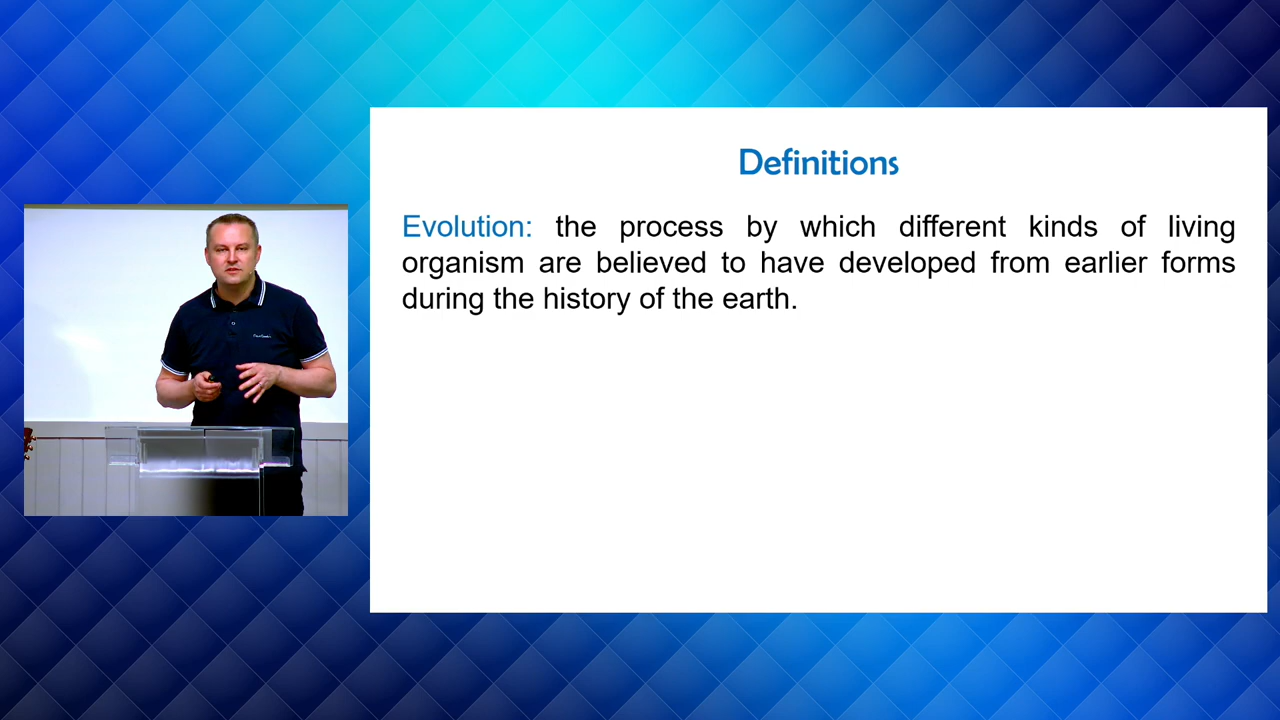 Definitions
Evolution: the process by which different kinds of living
organism are believed to have developed from earlier forms
during the history of the earth.